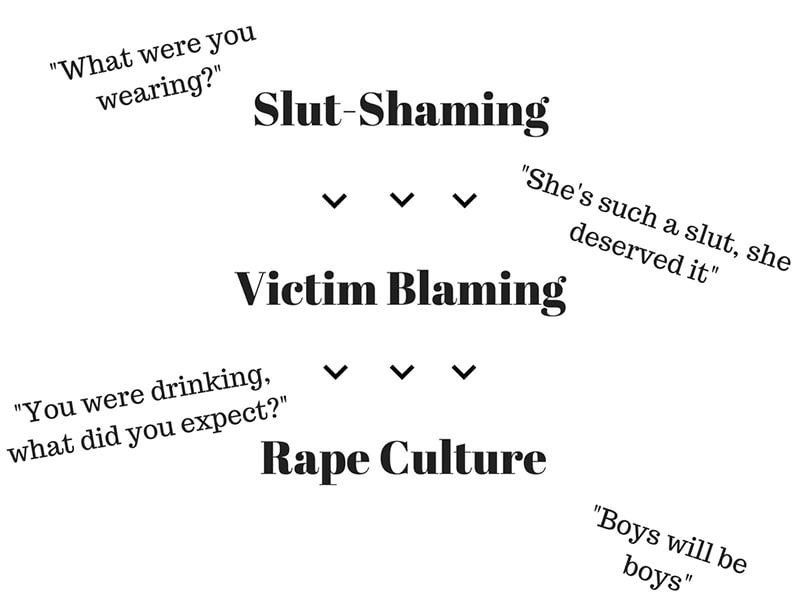 "What were you
wearing?"
Slut-Shaming
"She's such a slut, she
deserved it"
Victim Blaming
"You were drinking,
what did you expect?"
Rape Culture
"Boys will be
boys"